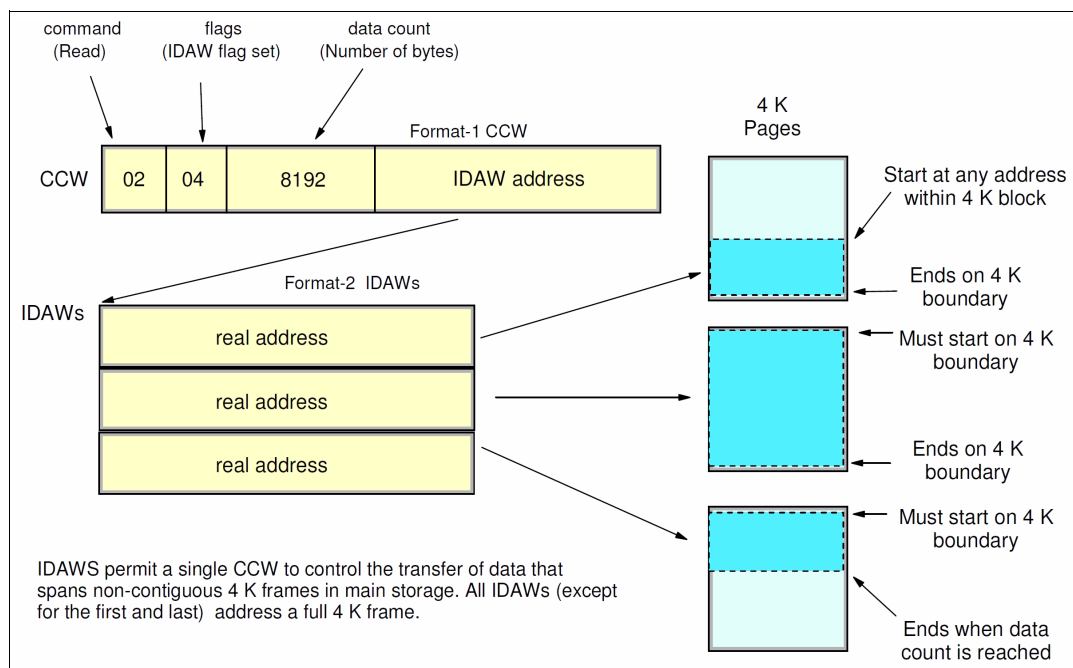 command
(Read)
flags
(IDAW flag set)
data count
(Number of bytes)
Format-1 CCW
CCW
02
04
8192
IDAW address
Format-2 IDAWs
IDAWs
real address
real address
real address
4 K
Pages
Start at any address
within 4 K block
Ends on 4 K
boundary
Must start on 4 K
boundary
Ends on 4 K
boundary
Must start on 4 K
boundary
Ends when data
count is reached
IDAWS permit a single CCW to control the transfer of data that
spans non-contiguous 4 K frames in main storage. All IDAWs (except
for the first and last) address a full 4 K frame.